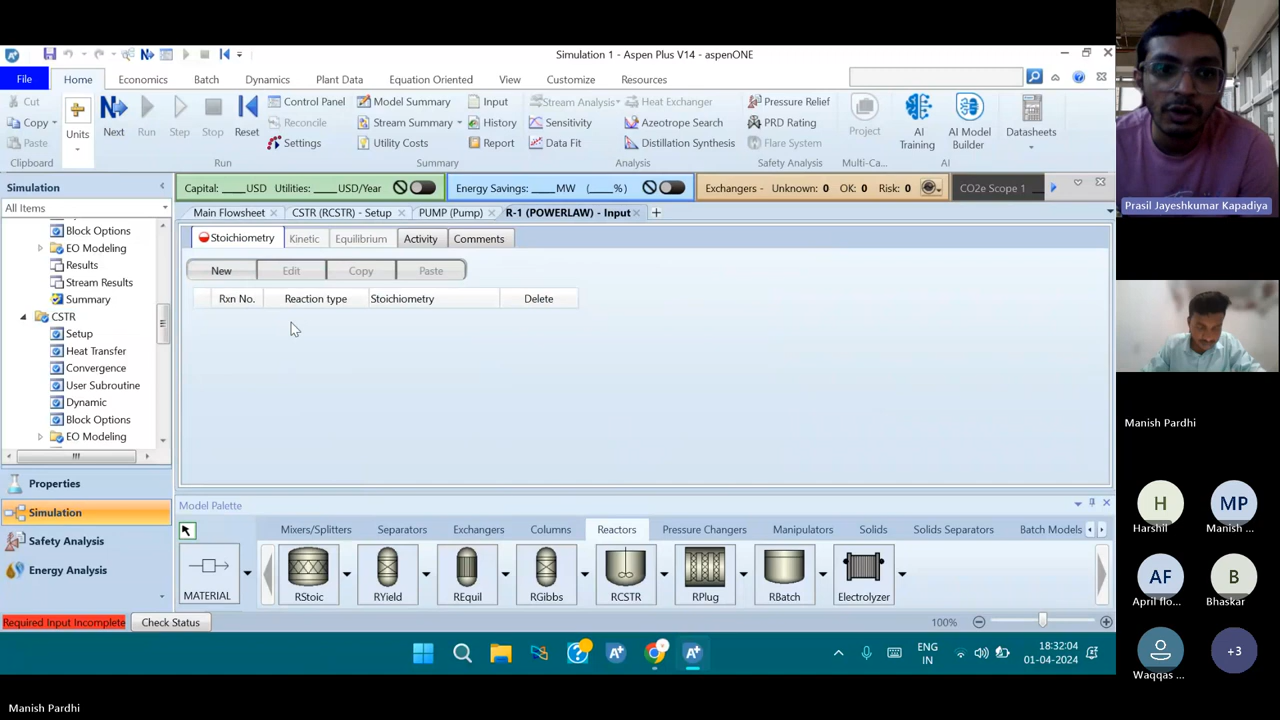 Simulation 1 - Aspen Plus V14 - aspenONE
File
Home
Economics
Batch
Dynamics
Plant Data
Equation Oriented
View
Customize
Resources
Cut
Copy
Paste
Clipboard
Units
Next
Run
Step
Stop
Reset
Control Panel
Reconcile
Settings
Run
Model Summary
Stream Summary
Utility Costs
Input
History
Report
Summary
Stream Analysis
Sensitivity
Data Fit
Heat Exchanger
Azeotrope Search
Distillation Synthesis
Analysis
Pressure Relief
PRD Rating
Flare System
Safety Analysis
Project
Multi-Ca...
AI Training
AI Model Builder
AI
Datasheets
Simulation
All Items
Capital: ____USD Utilities: ____USD/Year
Energy Savings: ____MW (____%)
Exchangers - Unknown: 0 OK: 0 Risk: 0
CO2e Scope 1
Main Flowsheet
CSTR (RCSTR) - Setup
PUMP (Pump)
R-1 (POWERLAW) - Input
Block Options
EO Modeling
Results
Stream Results
Summary
CSTR
Setup
Heat Transfer
Convergence
User Subroutine
Dynamic
Block Options
EO Modeling
Properties
Simulation
Safety Analysis
Energy Analysis
Stoichiometry
Kinetic
Equilibrium
Activity
Comments
New
Edit
Copy
Paste
Rxn No.
Reaction type
Stoichiometry
Delete
Model Palette
Mixers/Splitters
Separators
Exchangers
Columns
Reactors
Pressure Changers
Manipulators
Solids
Solids Separators
Batch Models
MATERIAL
RStoic
RYield
REquil
RGibbs
RCSTR
RPlug
RBatch
Electrolyzer
Required Input Incomplete
Check Status
100%
ENG
IN
18:32:04
01-04-2024
Prasil Jayeshkumar Kapadiya
Manish Pardhi
H
Harshil
MP
Manish ...
AF
April flo...
B
Bhaskar
Waqqas ...
+3
Manish Pardhi